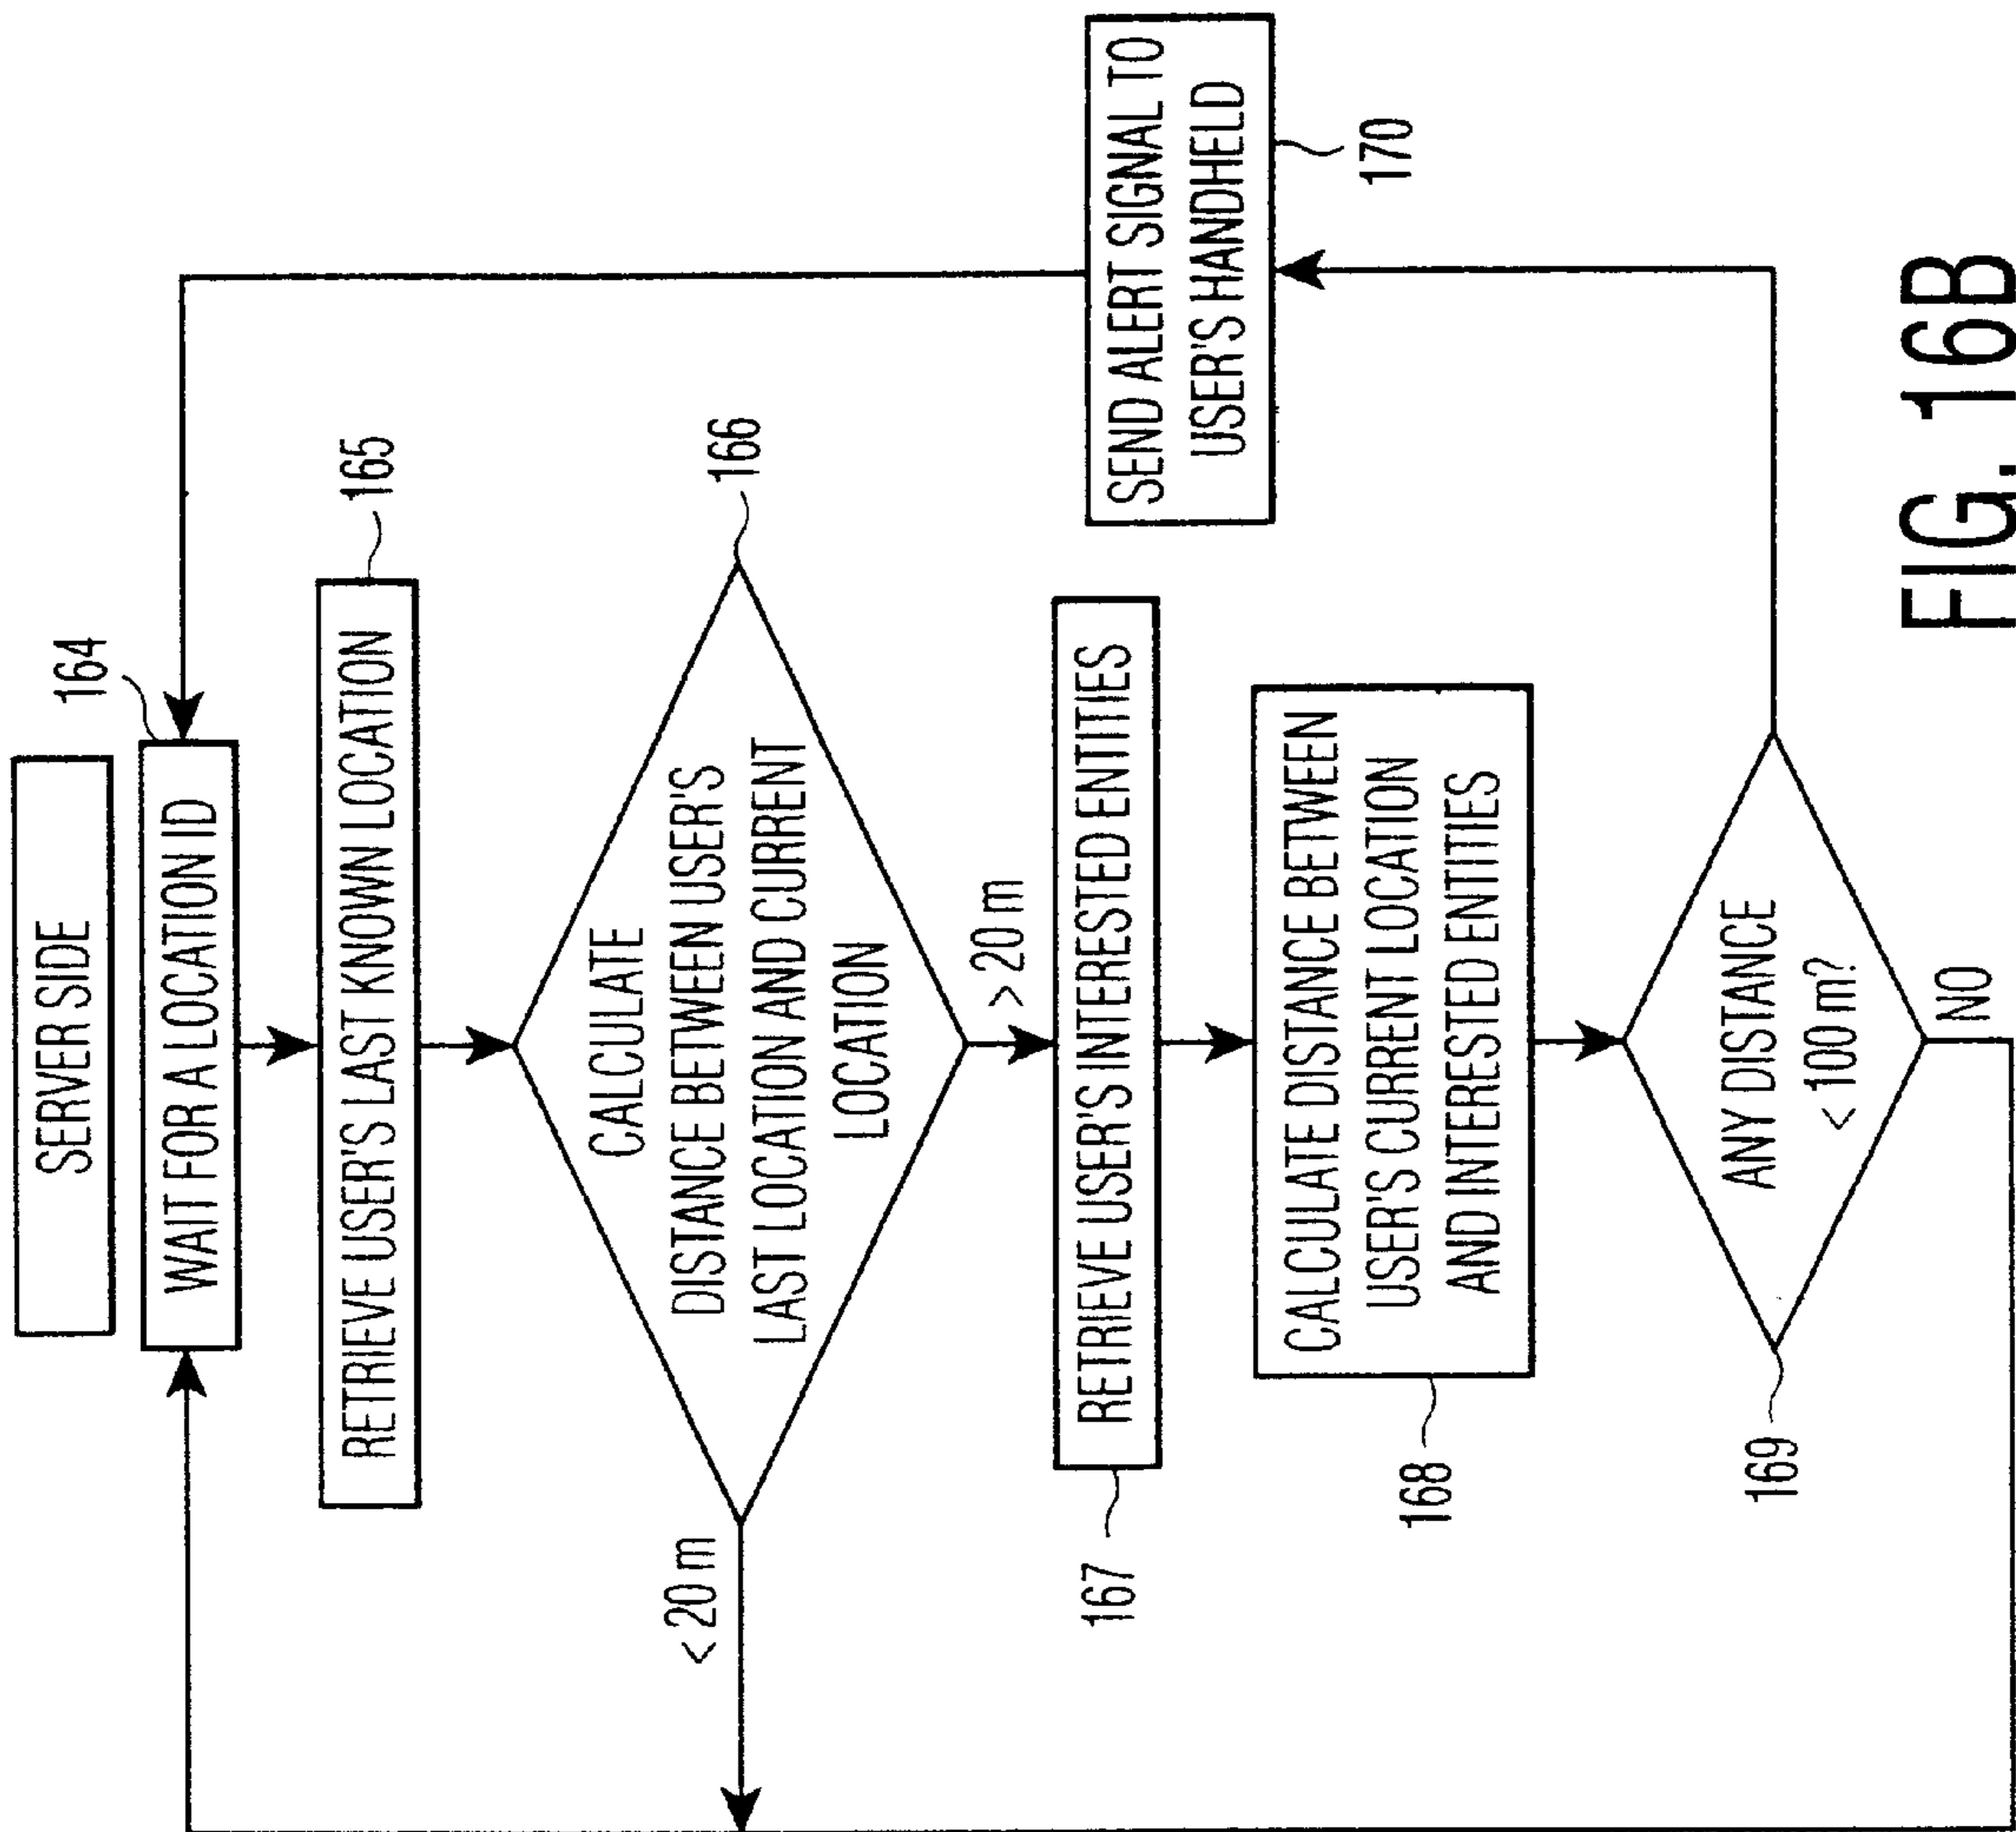 SERVER SIDE
WAIT FOR A LOCATION ID
164
RETRIEVE USER'S LAST KNOWN LOCATION
165
CALCULATE
DISTANCE BETWEEN USER'S
LAST LOCATION AND CURRENT
LOCATION
166
< 20 m
> 20 m
RETRIEVE USER'S INTERESTED ENTITIES
167
CALCULATE DISTANCE BETWEEN
USER'S CURRENT LOCATION
AND INTERESTED ENTITIES
168
ANY DISTANCE
< 100 m?
169
NO
SEND ALERT SIGNAL TO
USER'S HANDHELD
170
FIG. 16B